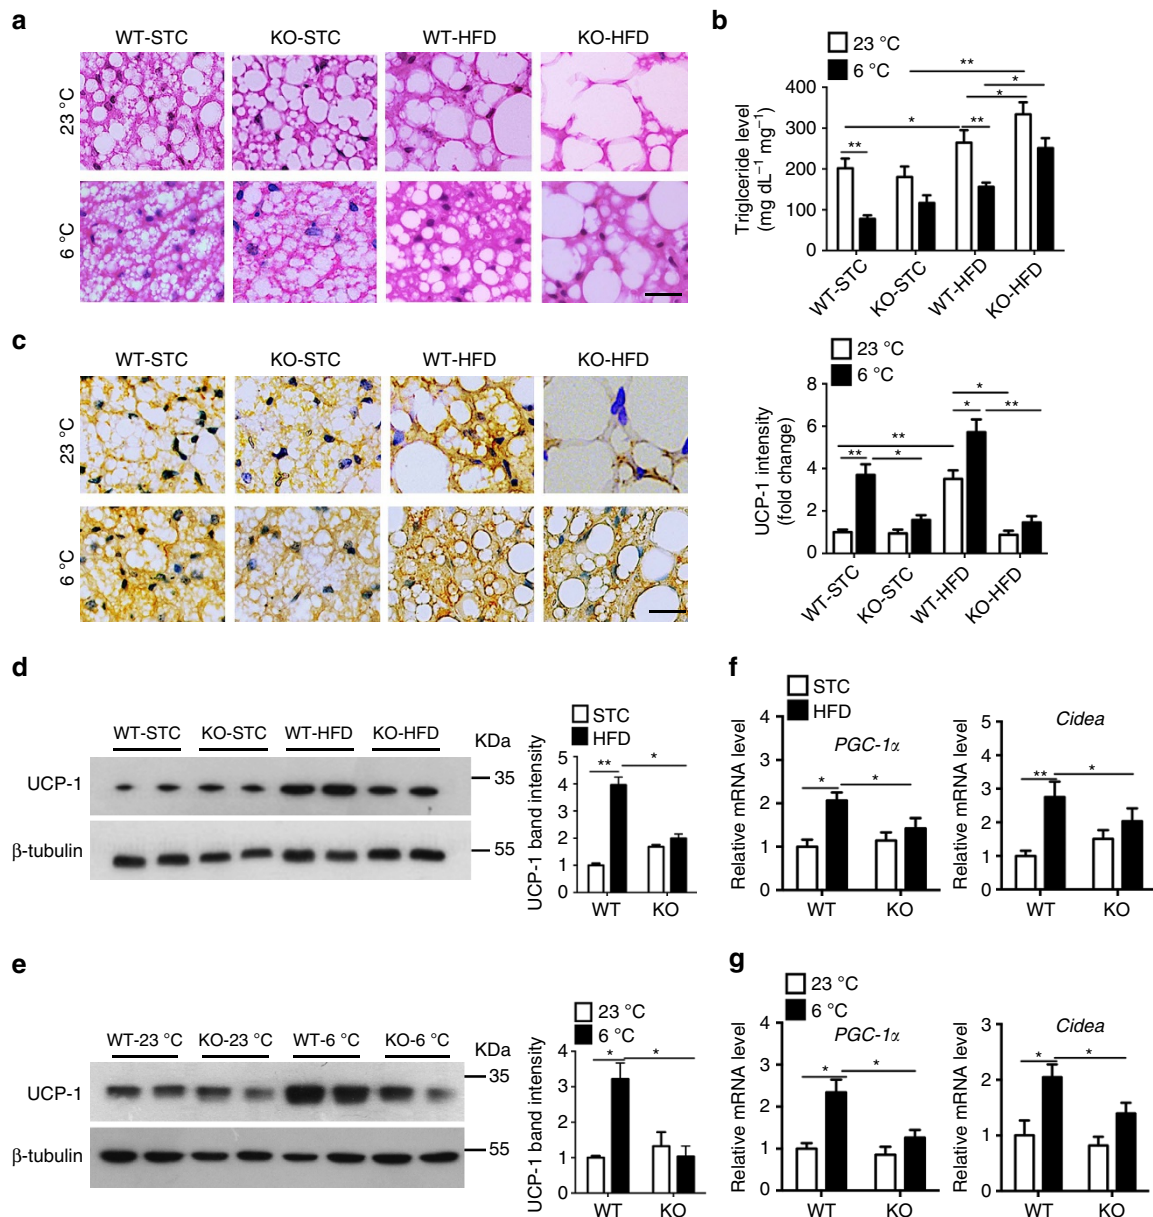 a
WT-STC KO-STC WT-HFD KO-HFD
23 °C
6 °C
b
23 °C
6 °C
Triglceride level
(mg dL⁻¹ mg⁻¹)
400
300
200
100
0
** * ** * * **
WT-STC KO-STC WT-HFD KO-HFD
c
WT-STC KO-STC WT-HFD KO-HFD
23 °C
6 °C
23 °C
6 °C
UCP-1 intensity
(fold change)
8
6
4
2
0
** * ** * * **
WT-STC KO-STC WT-HFD KO-HFD
d
WT-STC KO-STC WT-HFD KO-HFD
KDa
UCP-1
35
β-tubulin
55
STC
HFD
UCP-1 band intensity
5
4
3
2
1
0
** *
WT KO
f
STC
HFD
Relative mRNA level
4
3
2
1
0
PGC-1α
* *
WT KO
Relative mRNA level
5
4
3
2
1
0
Cidea
** *
WT KO
e
WT-23 °C KO-23 °C WT-6 °C KO-6 °C
KDa
UCP-1
35
β-tubulin
55
23 °C
6 °C
UCP-1 band intensity
4
3
2
1
0
* *
WT KO
g
23 °C
6 °C
Relative mRNA level
4
3
2
1
0
PGC-1α
* *
WT KO
Relative mRNA level
3
2
1
0
Cidea
* *
WT KO